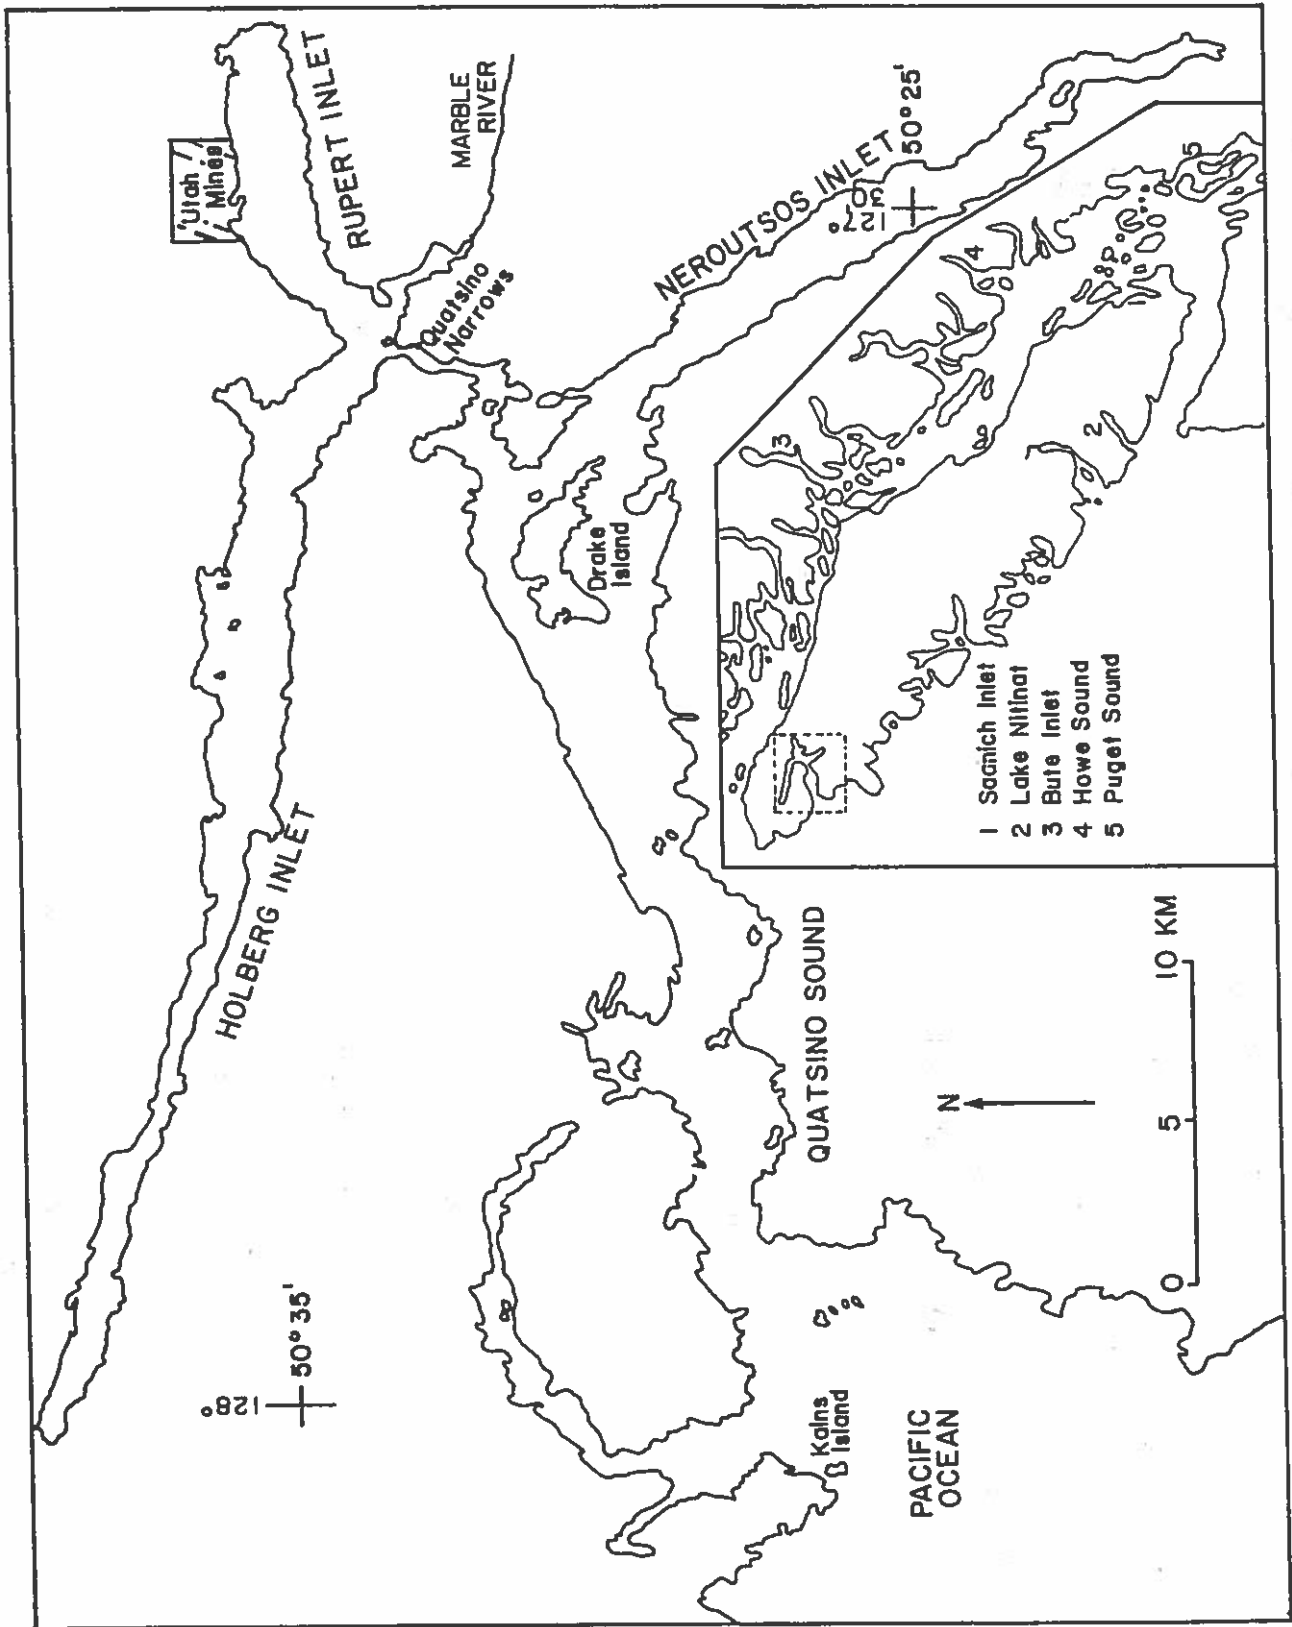 HOLBERG INLET
"Utah
Mines
RUPERT INLET
MARBLE
RIVER
Quatsino
Narrows
NEROUTSOS INLET
Drake
Island
128°
50°35'
127°
30'
50°25'
QUATSINO SOUND
Kains
Island
PACIFIC
OCEAN
N
0
5
10 KM
1
2
3
4
5
1 Saanich Inlet
2 Lake Nitinat
3 Bute Inlet
4 Howe Sound
5 Puget Sound